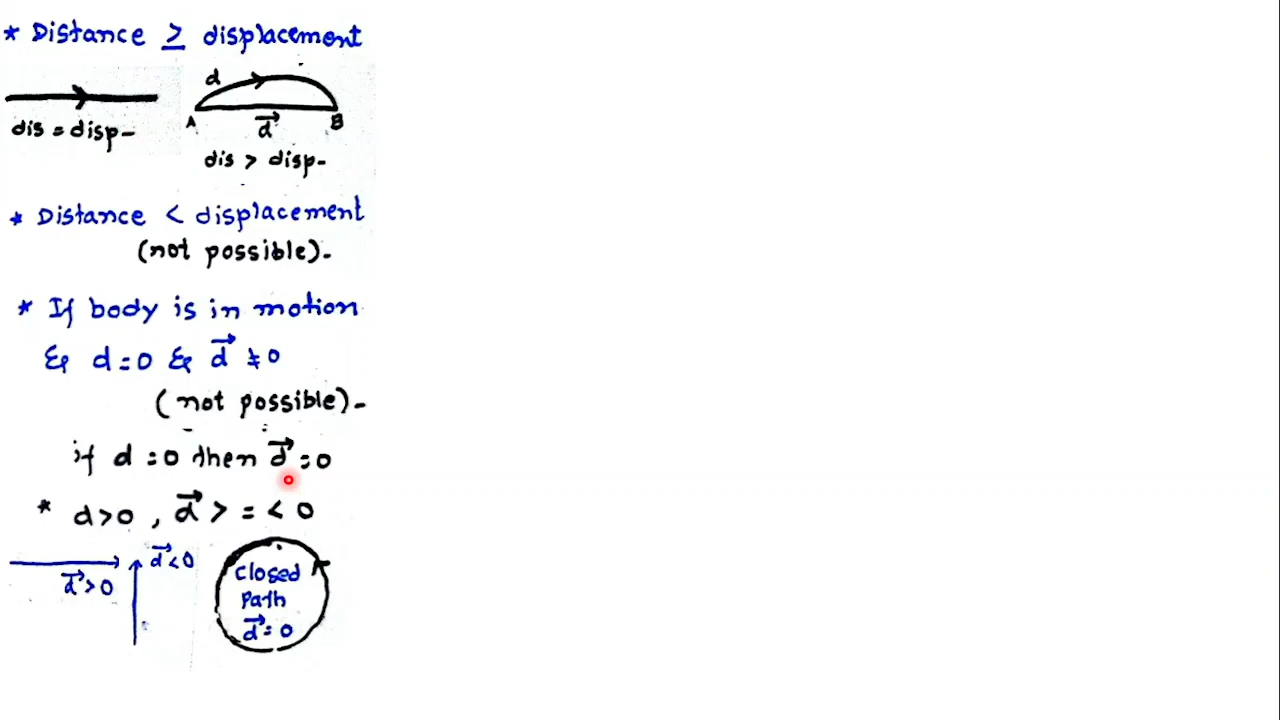 * Distance ≥ displacement
d
A d⃗ B
dis = disp-
dis > disp-
* Distance < displacement
(not possible).
* If body is in motion
& d=0 & d⃗ ≠0
(not possible)-
if d=0 then d⃗=0
* d>0, d⃗ > = < 0
d⃗>0
d⃗<0
closed
Path
d⃗=0